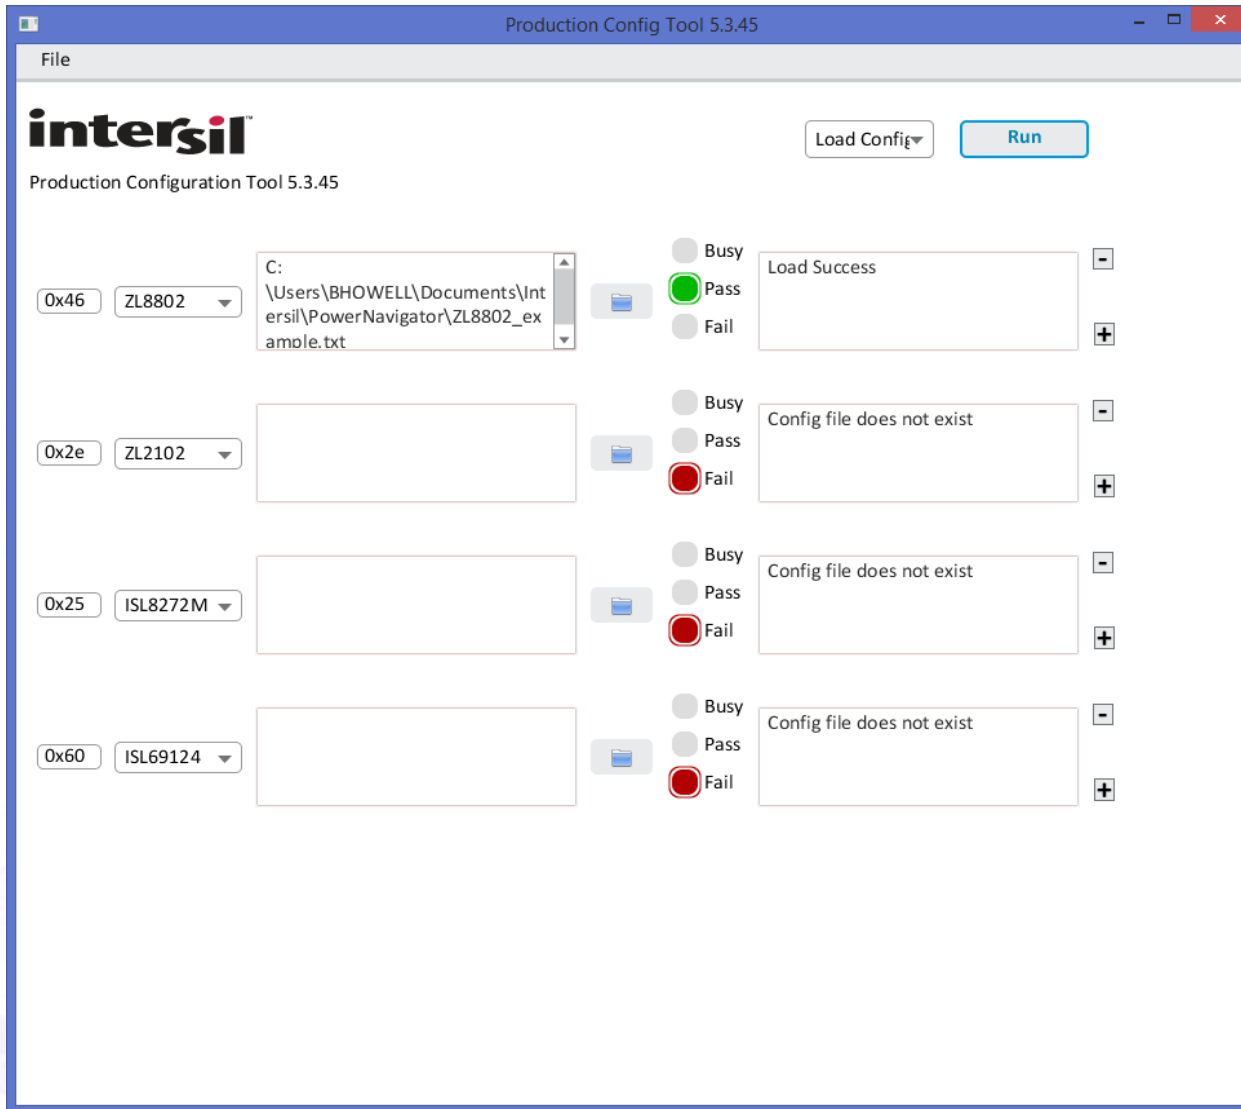 Production Config Tool 5.3.45
File
intersil™
Load Config
Run
Production Configuration Tool 5.3.45
0x46
ZL8802
C:
\Users\BHOWELL\Documents\Int
ersil\PowerNavigator\ZL8802_ex
ample.txt
Busy
Pass
Fail
Load Success
-
+
0x2e
ZL2102
Busy
Pass
Fail
Config file does not exist
-
+
0x25
ISL8272M
Busy
Pass
Fail
Config file does not exist
-
+
0x60
ISL69124
Busy
Pass
Fail
Config file does not exist
-
+